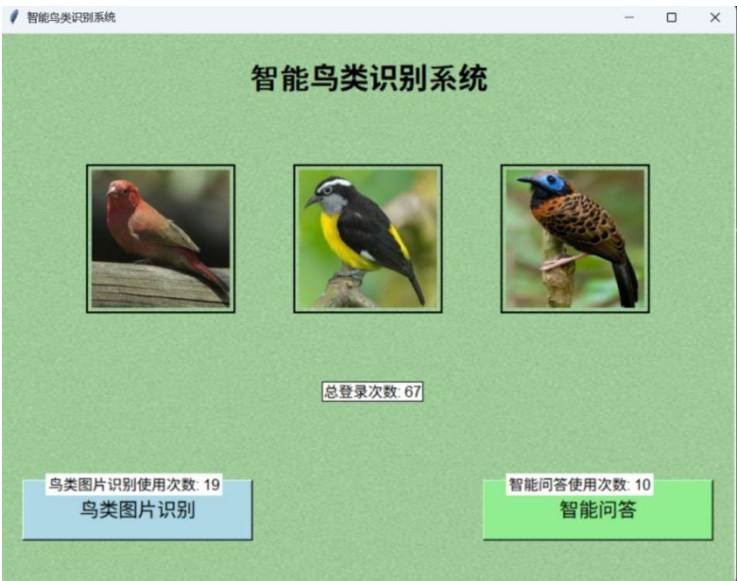 智能鸟类识别系统
智能鸟类识别系统
总登录次数: 67
鸟类图片识别使用次数: 19
鸟类图片识别
智能问答使用次数: 10
智能问答